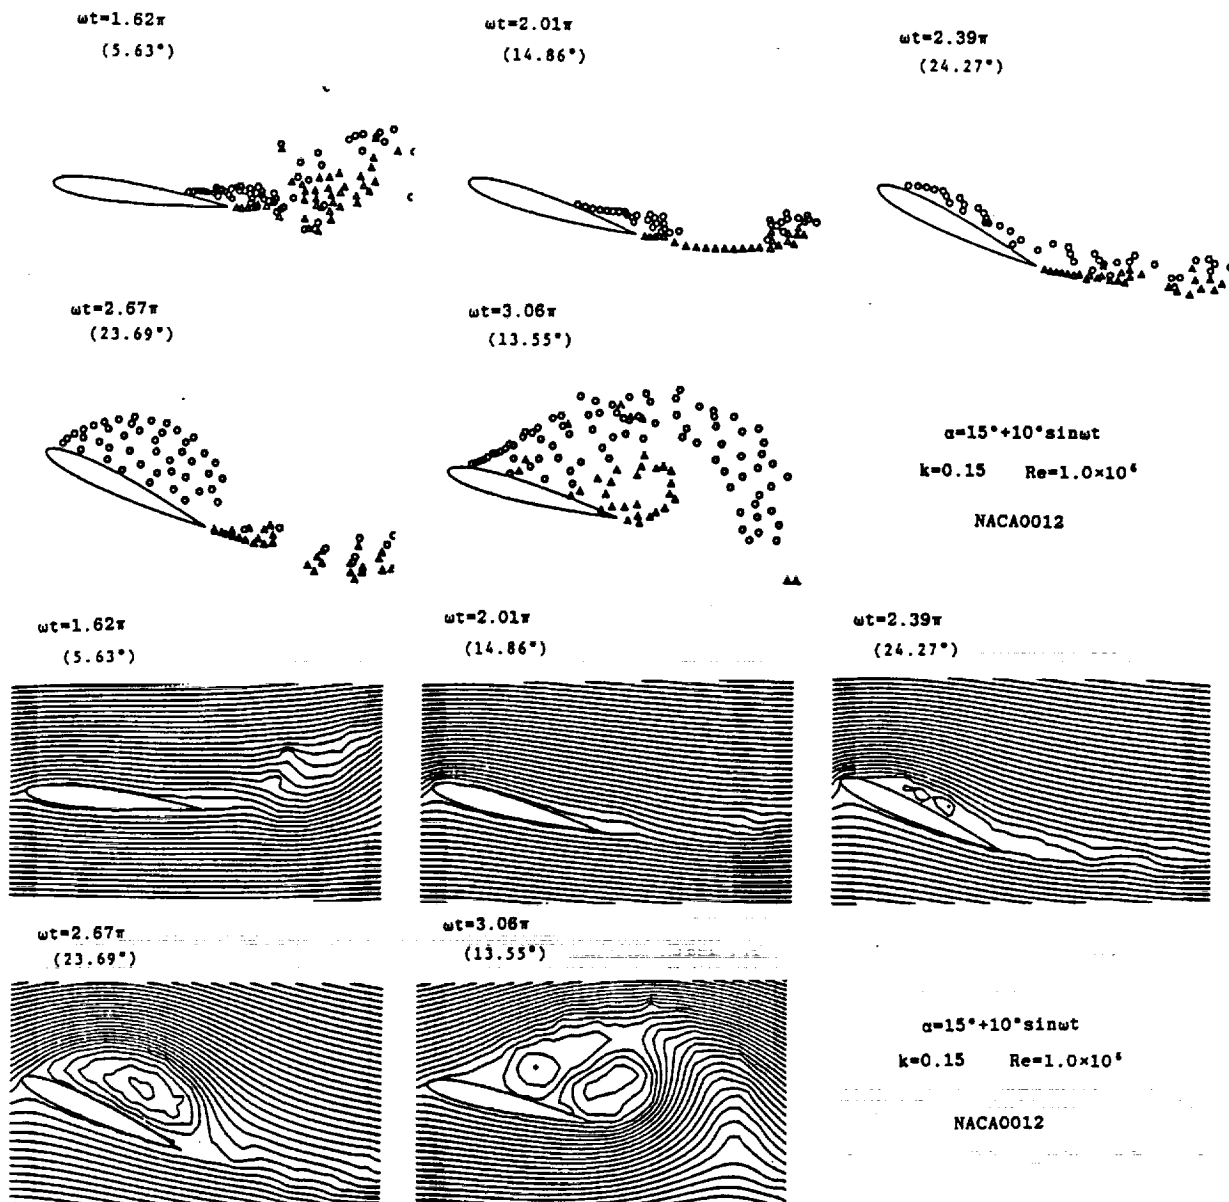 ωt=1.62π
(5.63°)
ωt=2.01π
(14.86°)
ωt=2.39π
(24.27°)
ωt=2.67π
(23.69°)
ωt=3.06π
(13.55°)
α=15°+10°sinωt
k=0.15 Re=1.0×10⁶
NACA0012
ωt=1.62π
(5.63°)
ωt=2.01π
(14.86°)
ωt=2.39π
(24.27°)
ωt=2.67π
(23.69°)
ωt=3.06π
(13.55°)
α=15°+10°sinωt
k=0.15 Re=1.0×10⁶
NACA0012